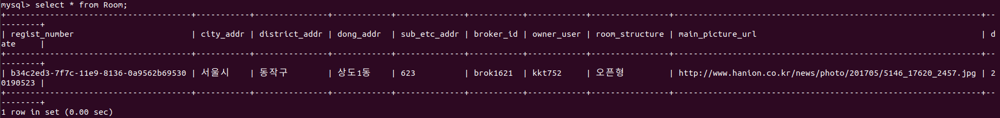 mysql> select * from Room;
+--------------------------------------+-----------+---------------+------------+--------------+-----------+------------+----------------+---------------------------------------------------------------+--
--------+
| regist_number                        | city_addr | district_addr | dong_addr  | sub_etc_addr | broker_id | owner_user | room_structure | main_picture_url                                              | d
ate     |
+--------------------------------------+-----------+---------------+------------+--------------+-----------+------------+----------------+---------------------------------------------------------------+--
--------+
| b34c2ed3-7f7c-11e9-8136-0a9562b69530 | 서울시    | 동작구        | 상도1동    | 623          | brok1621  | kkt752     | 오픈형         | http://www.hanion.co.kr/news/photo/201705/5146_17620_2457.jpg | 2
0190523 |
+--------------------------------------+-----------+---------------+------------+--------------+-----------+------------+----------------+---------------------------------------------------------------+--
--------+
1 row in set (0.00 sec)